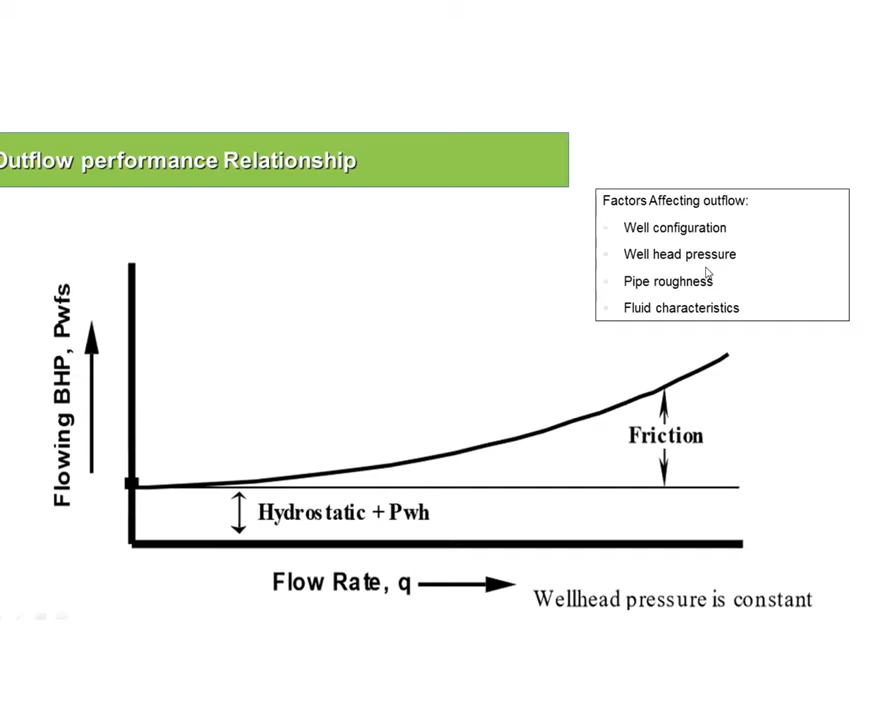 Outflow performance Relationship
Factors Affecting outflow:
Well configuration
Well head pressure
Pipe roughness
Fluid characteristics
Flowing BHP, Pwfs
Friction
Hydrostatic + Pwh
Flow Rate, q
Wellhead pressure is constant